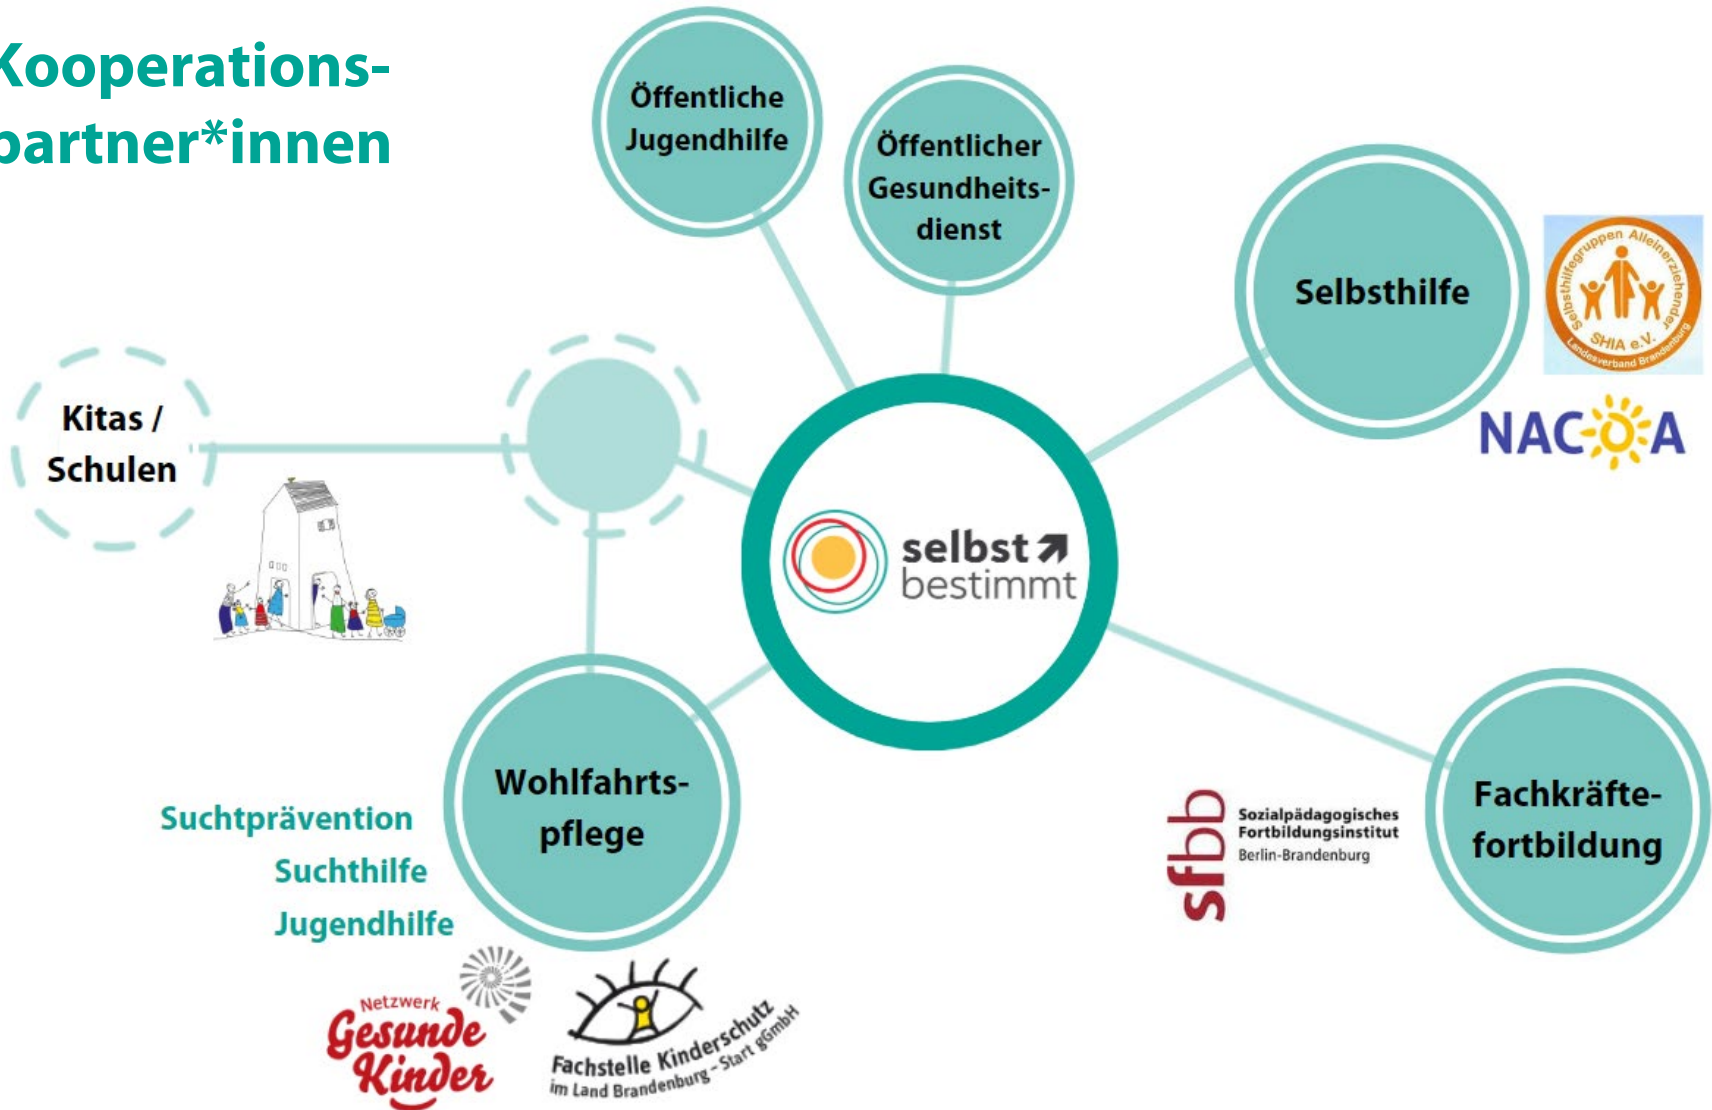 Kooperations-
partner*innen
Öffentliche
Jugendhilfe
Öffentlicher
Gesundheits-
dienst
Selbsthilfe
Selbsthilfegruppen Alleinerziehender
SHIA e.V.
Landesverband Brandenburg
NACOA
Kitas /
Schulen
selbst
bestimmt
Wohlfahrts-
pflege
Suchtprävention
Suchthilfe
Jugendhilfe
Netzwerk
Gesunde
Kinder
Fachstelle Kinderschutz
im Land Brandenburg – Start gGmbH
sfbb
Sozialpädagogisches
Fortbildungsinstitut
Berlin-Brandenburg
Fachkräfte-
fortbildung